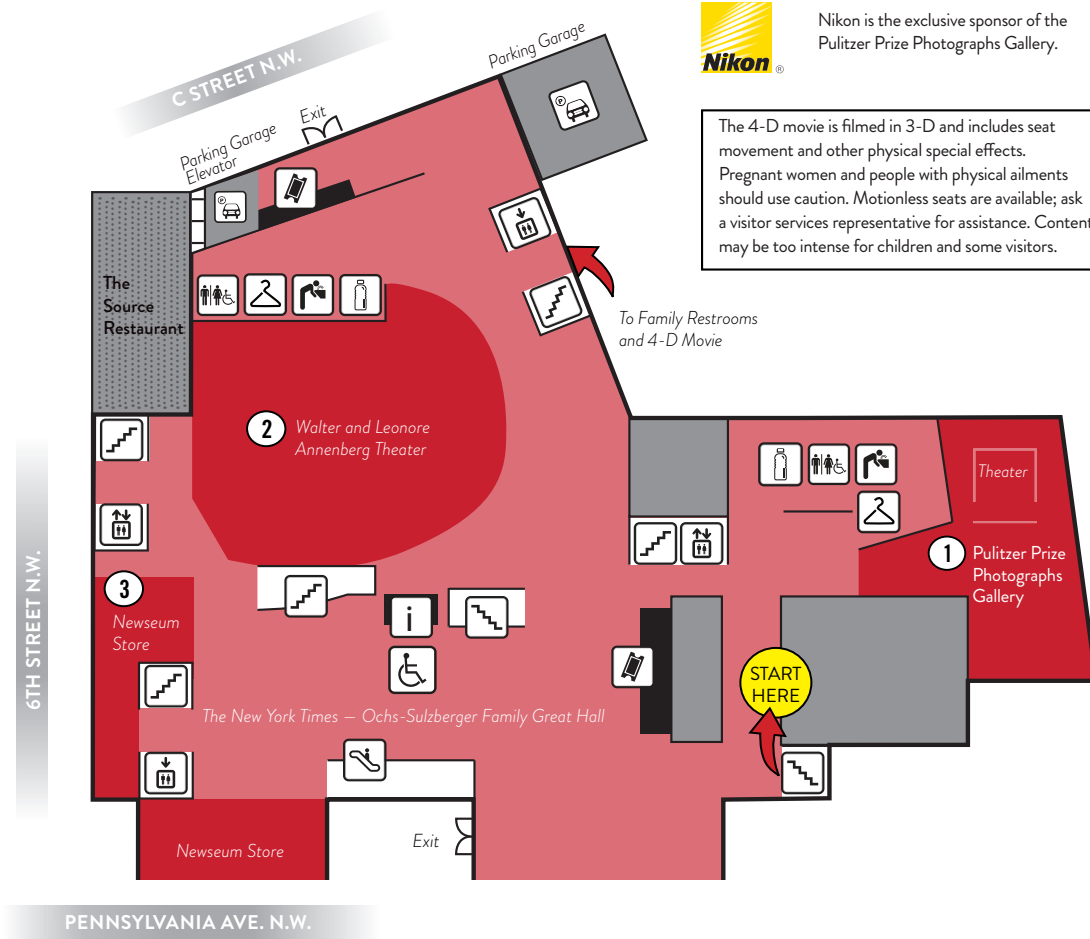 C STREET N.W.
Parking Garage
Nikon ®
Nikon is the exclusive sponsor of the
Pulitzer Prize Photographs Gallery.
Exit
Parking Garage
Elevator
P
P
The 4-D movie is filmed in 3-D and includes seat
movement and other physical special effects.
Pregnant women and people with physical ailments
should use caution. Motionless seats are available; ask
a visitor services representative for assistance. Content
may be too intense for children and some visitors.
The
Source
Restaurant
To Family Restrooms
and 4-D Movie
2
Walter and Leonore
Annenberg Theater
Theater
1
Pulitzer Prize
Photographs
Gallery
6TH STREET N.W.
3
Newseum
Store
i
START
HERE
The New York Times — Ochs-Sulzberger Family Great Hall
Exit
Newseum Store
PENNSYLVANIA AVE. N.W.